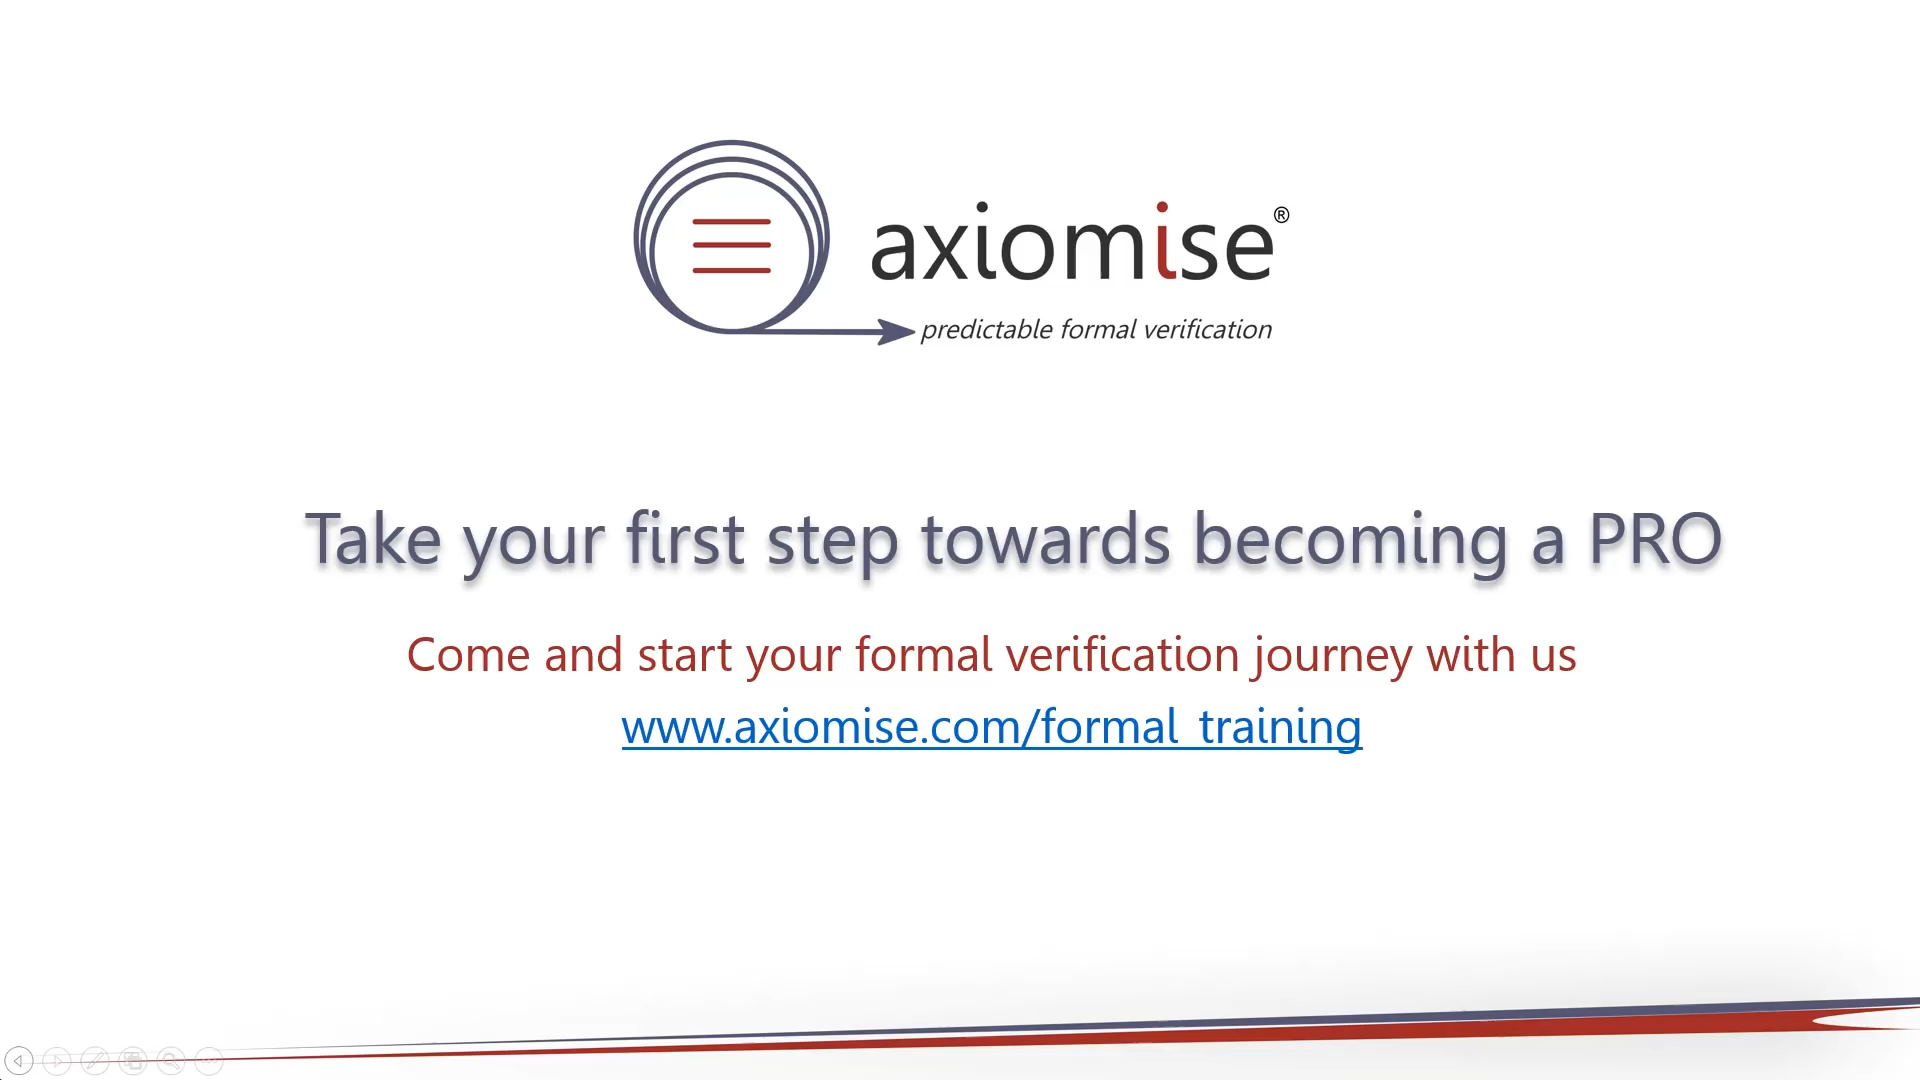 axiomise®
predictable formal verification
Take your first step towards becoming a PRO
Come and start your formal verification journey with us
www.axiomise.com/formal_training